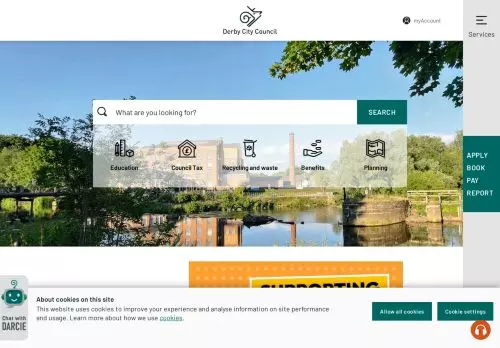 Derby City Council
myAccount
Services
What are you looking for?
SEARCH
Education
Council Tax
Recycling and waste
Benefits
Planning
APPLY
BOOK
PAY
REPORT
SUPPORTING
Chat with
DARCIE
About cookies on this site
This website uses cookies to improve your experience and analyse information on site performance
and usage. Learn more about how we use cookies.
Allow all cookies
Cookie settings